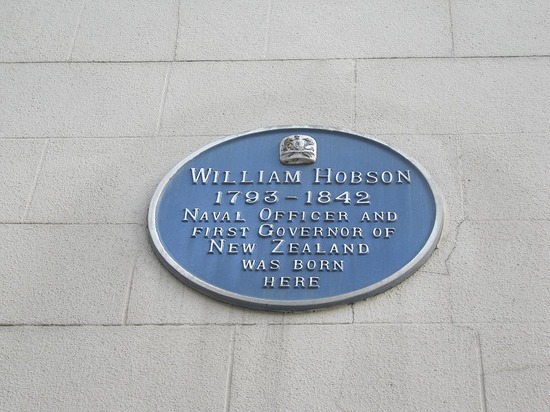 William Hobson
1793-1842
Naval Officer and
first Governor of
New Zealand
was born
here